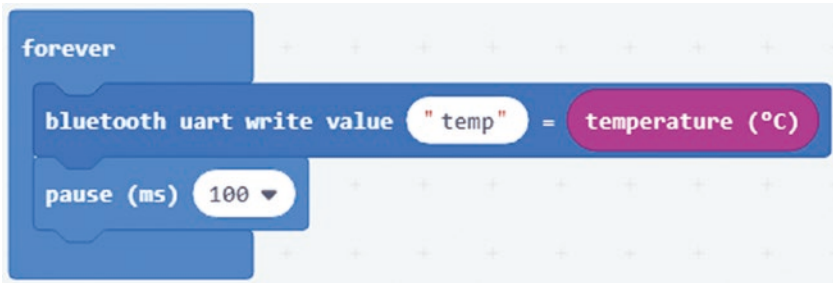 forever
bluetooth uart write value "temp" = temperature (°C)
pause (ms) 100